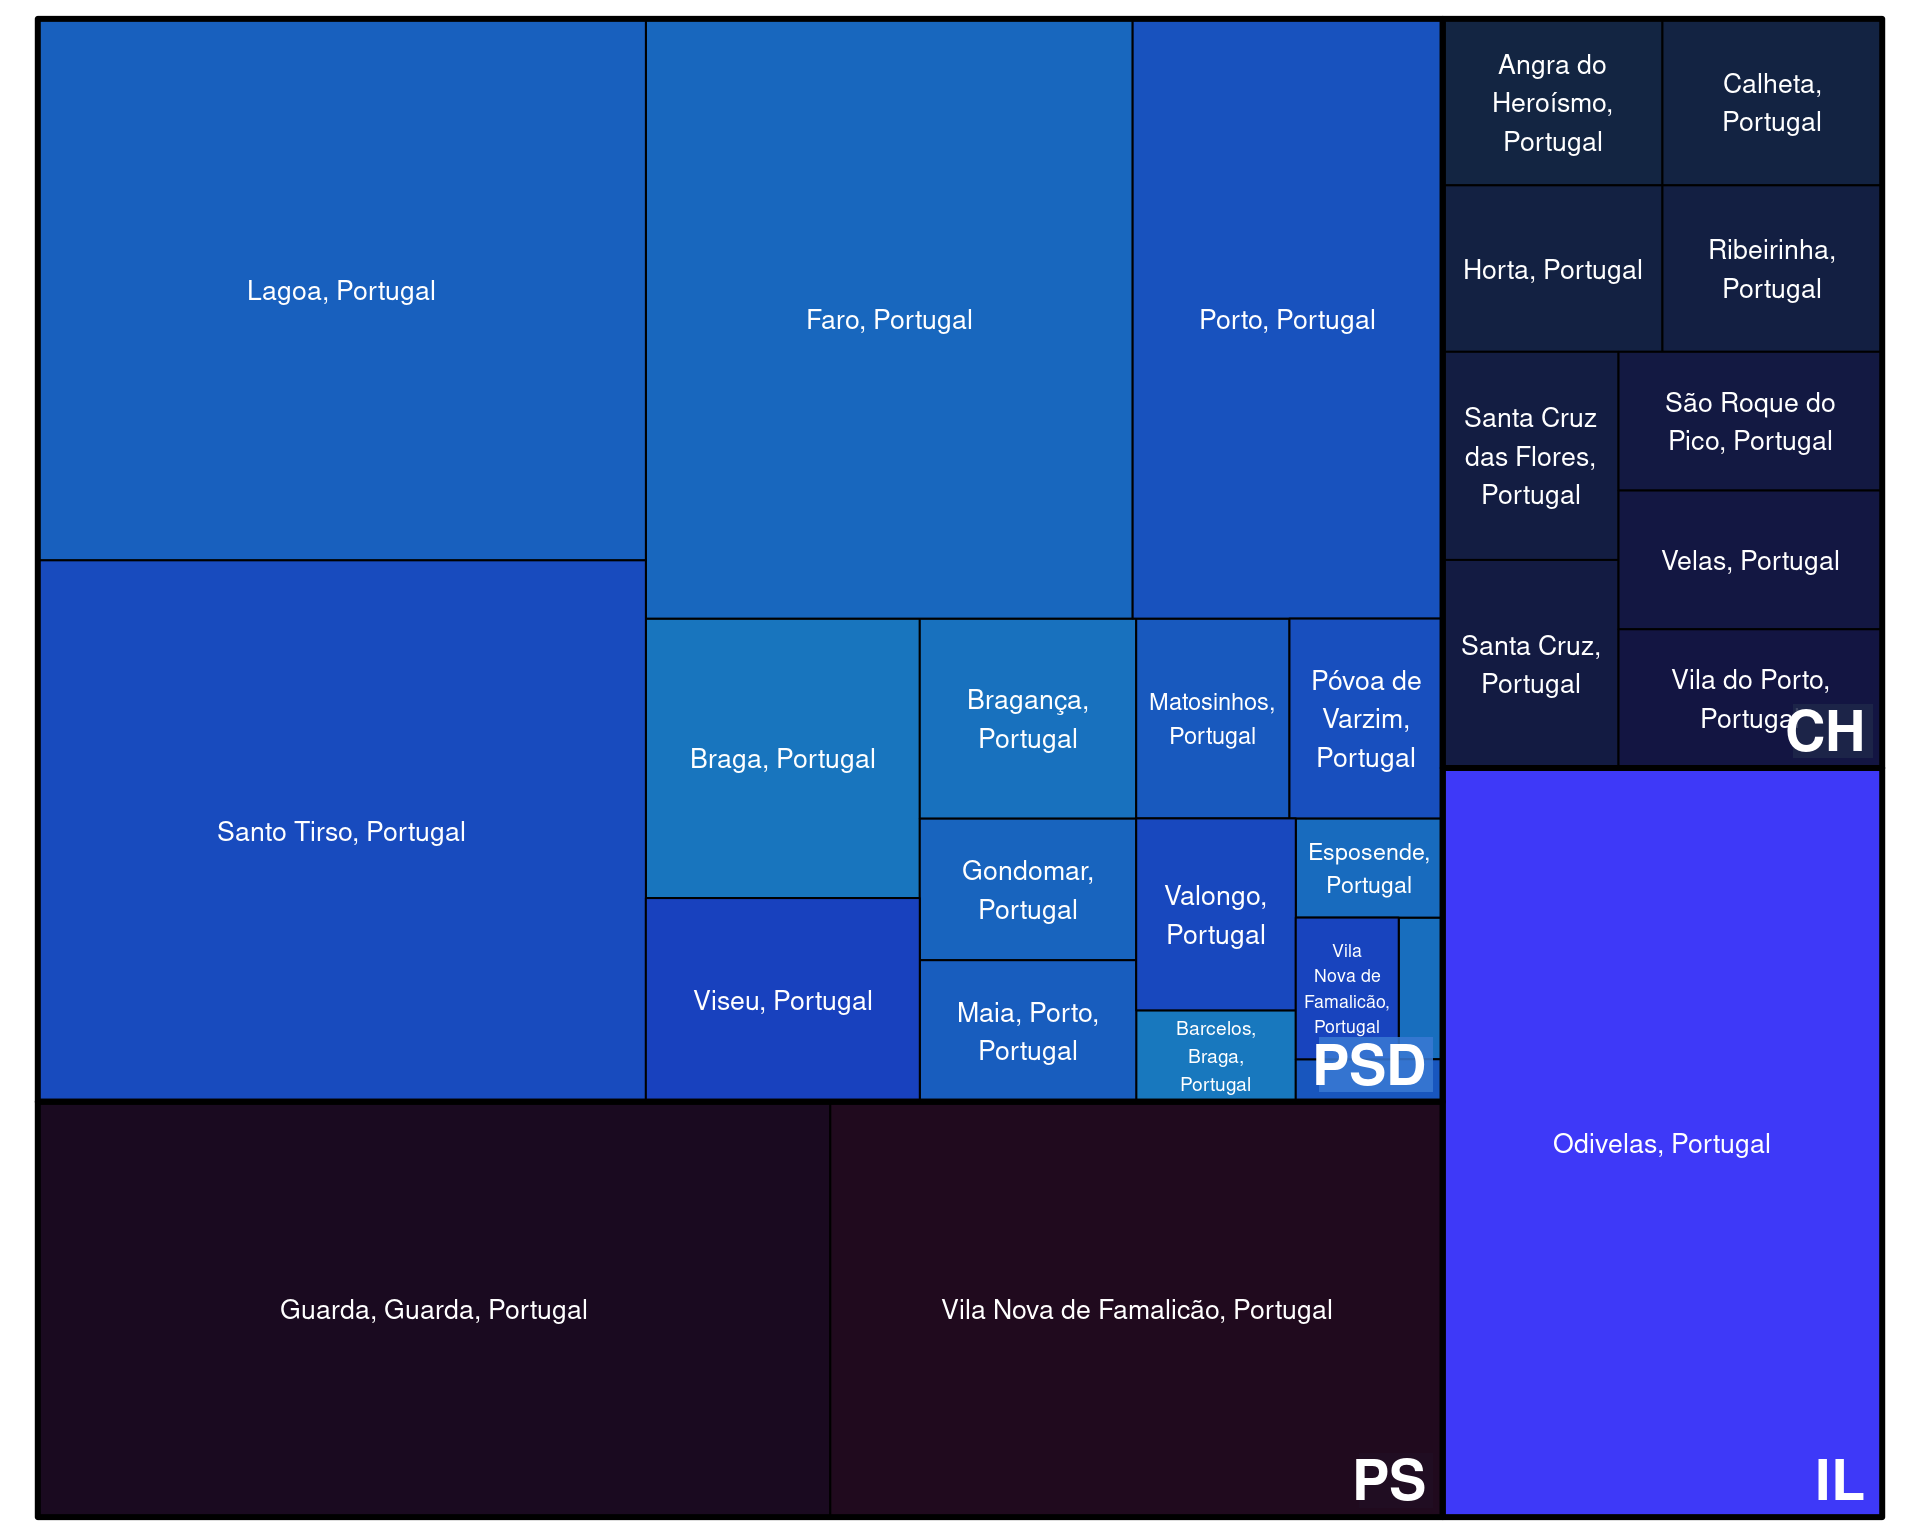 Lagoa, Portugal
Faro, Portugal
Porto, Portugal
Santo Tirso, Portugal
Braga, Portugal
Viseu, Portugal
Bragança,
Portugal
Gondomar,
Portugal
Maia, Porto,
Portugal
Matosinhos,
Portugal
Póvoa de
Varzim,
Portugal
Valongo,
Portugal
Barcelos,
Braga,
Portugal
Esposende,
Portugal
Vila
Nova de
Famalicão,
Portugal
PSD
Angra do
Heroísmo,
Portugal
Calheta,
Portugal
Horta, Portugal
Ribeirinha,
Portugal
Santa Cruz
das Flores,
Portugal
São Roque do
Pico, Portugal
Velas, Portugal
Santa Cruz,
Portugal
Vila do Porto,
Portuga
CH
Guarda, Guarda, Portugal
Vila Nova de Famalicão, Portugal
PS
Odivelas, Portugal
IL